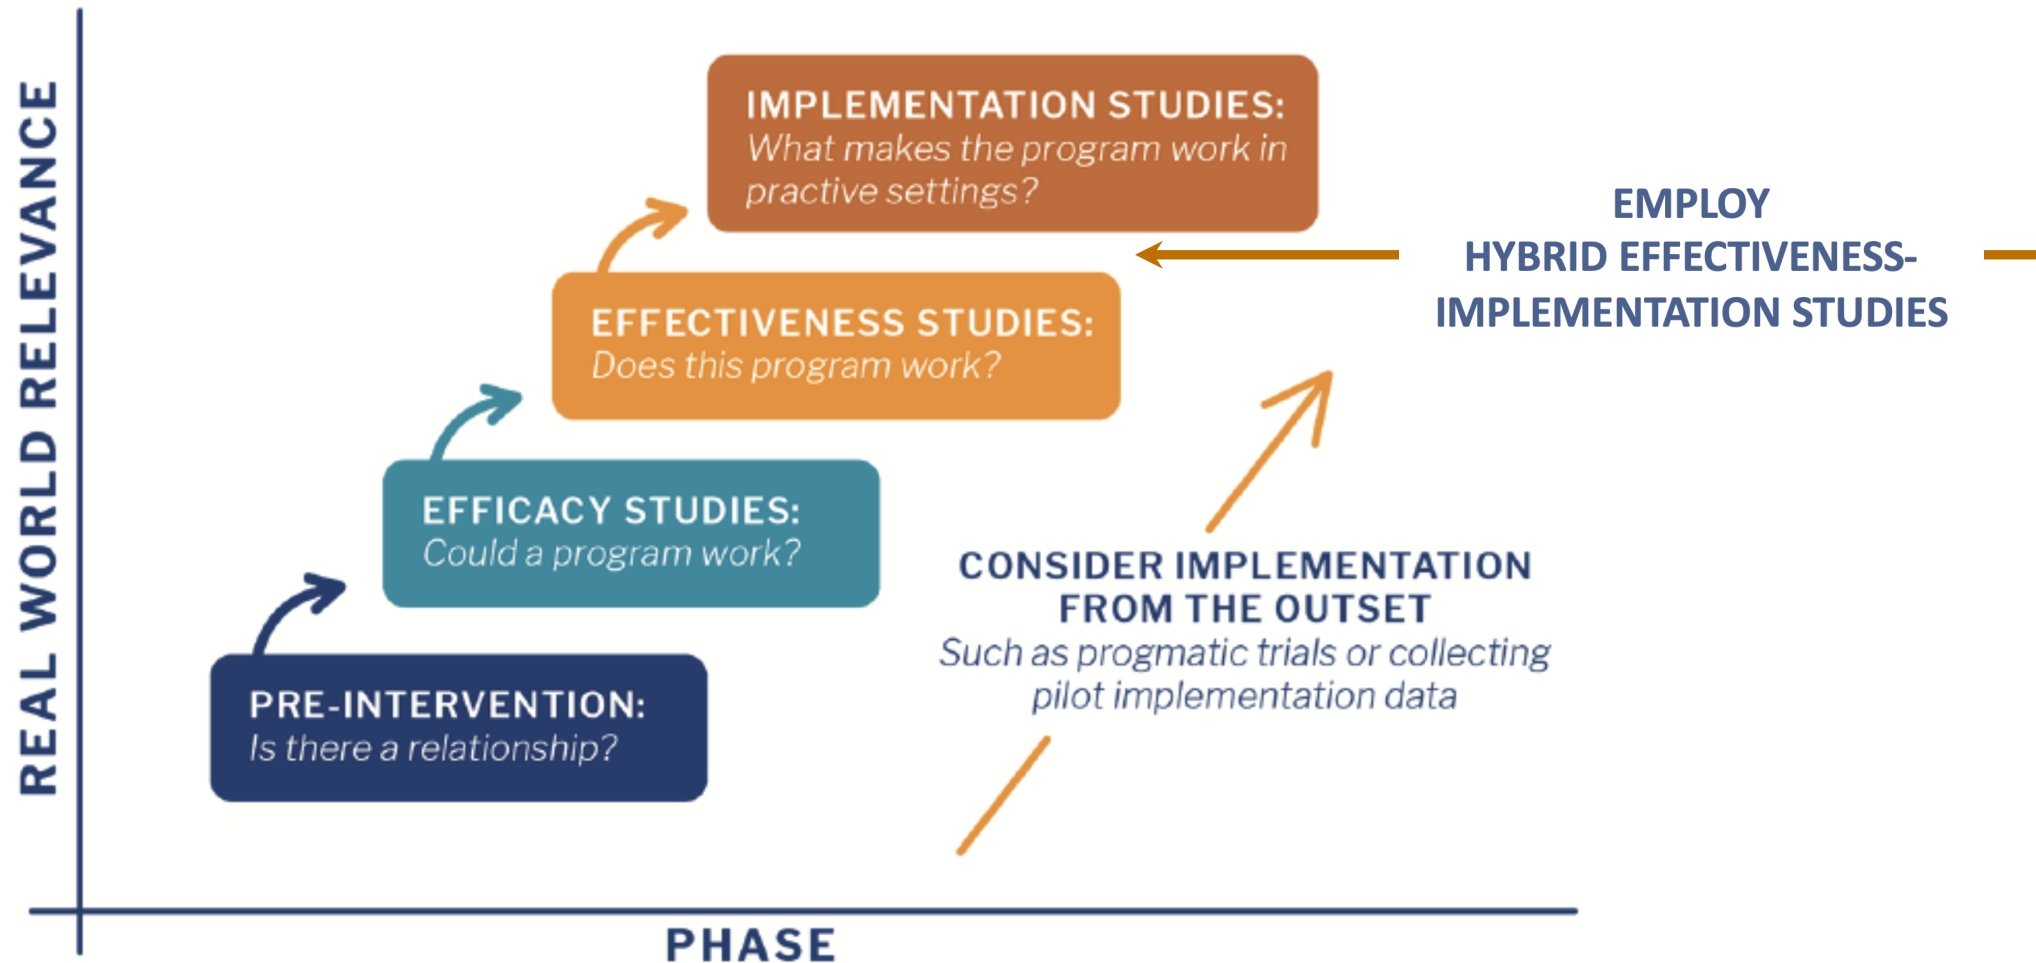 REAL WORLD RELEVANCE
IMPLEMENTATION STUDIES:
What makes the program work in
practive settings?
EMPLOY
HYBRID EFFECTIVENESS-
IMPLEMENTATION STUDIES
EFFECTIVENESS STUDIES:
Does this program work?
EFFICACY STUDIES:
Could a program work?
CONSIDER IMPLEMENTATION
FROM THE OUTSET
Such as progmatic trials or collecting
pilot implementation data
PRE-INTERVENTION:
Is there a relationship?
PHASE